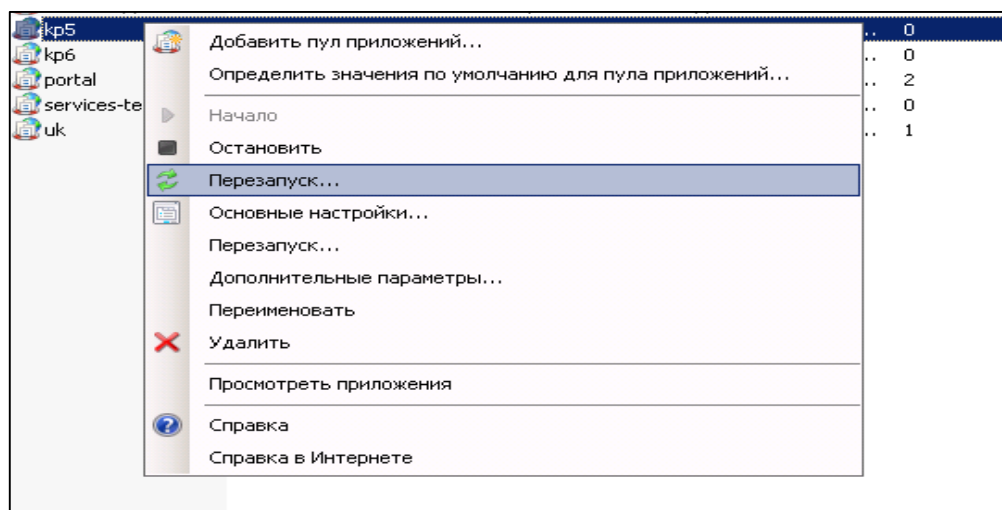 kp5
.. 0
kp6
.. 0
portal
.. 2
services-te
.. 0
uk
.. 1
Добавить пул приложений...
Определить значения по умолчанию для пула приложений...
Начало
Остановить
Перезапуск...
Основные настройки...
Перезапуск...
Дополнительные параметры...
Переименовать
Удалить
Просмотреть приложения
Справка
Справка в Интернете